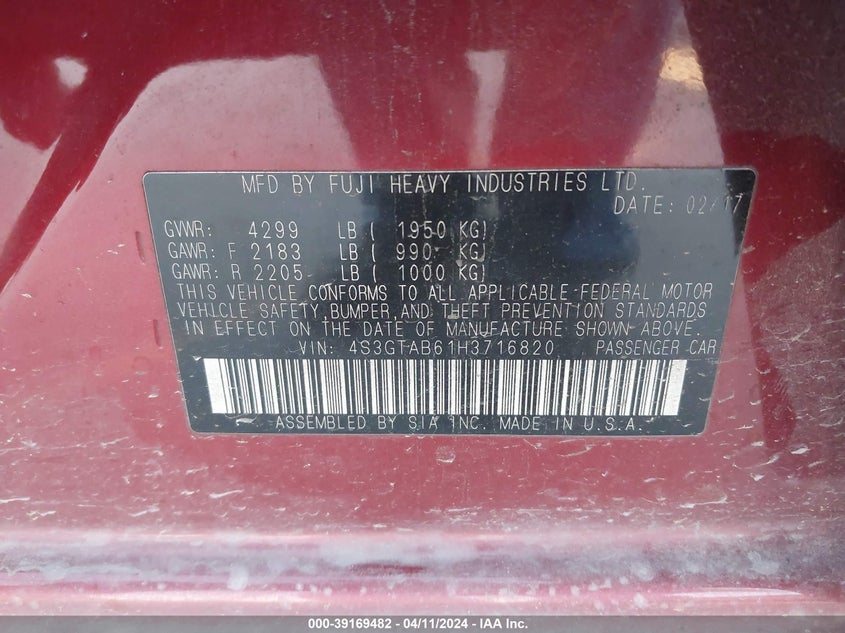 MFD BY FUJI HEAVY INDUSTRIES LTD.
DATE: 02/17
GVWR: 4299 LB ( 1950 KG)
GAWR: F 2183 LB ( 990 KG)
GAWR: R 2205 LB ( 1000 KG)
THIS VEHICLE CONFORMS TO ALL APPLICABLE FEDERAL MOTOR
VEHICLE SAFETY, BUMPER, AND THEFT PREVENTION STANDARDS
IN EFFECT ON THE DATE OF MANUFACTURE SHOWN ABOVE.
VIN: 4S3GTAB61H3716820 PASSENGER CAR
ASSEMBLED BY SIA INC. MADE IN U.S.A.
000-39169482 - 04/11/2024 - IAA Inc.